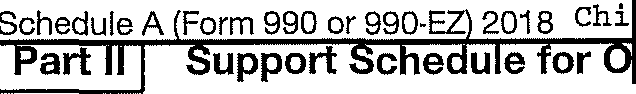 Schedule A (Form 990 or 990-EZ) 2018 Chi
Part II Support Schedule for O